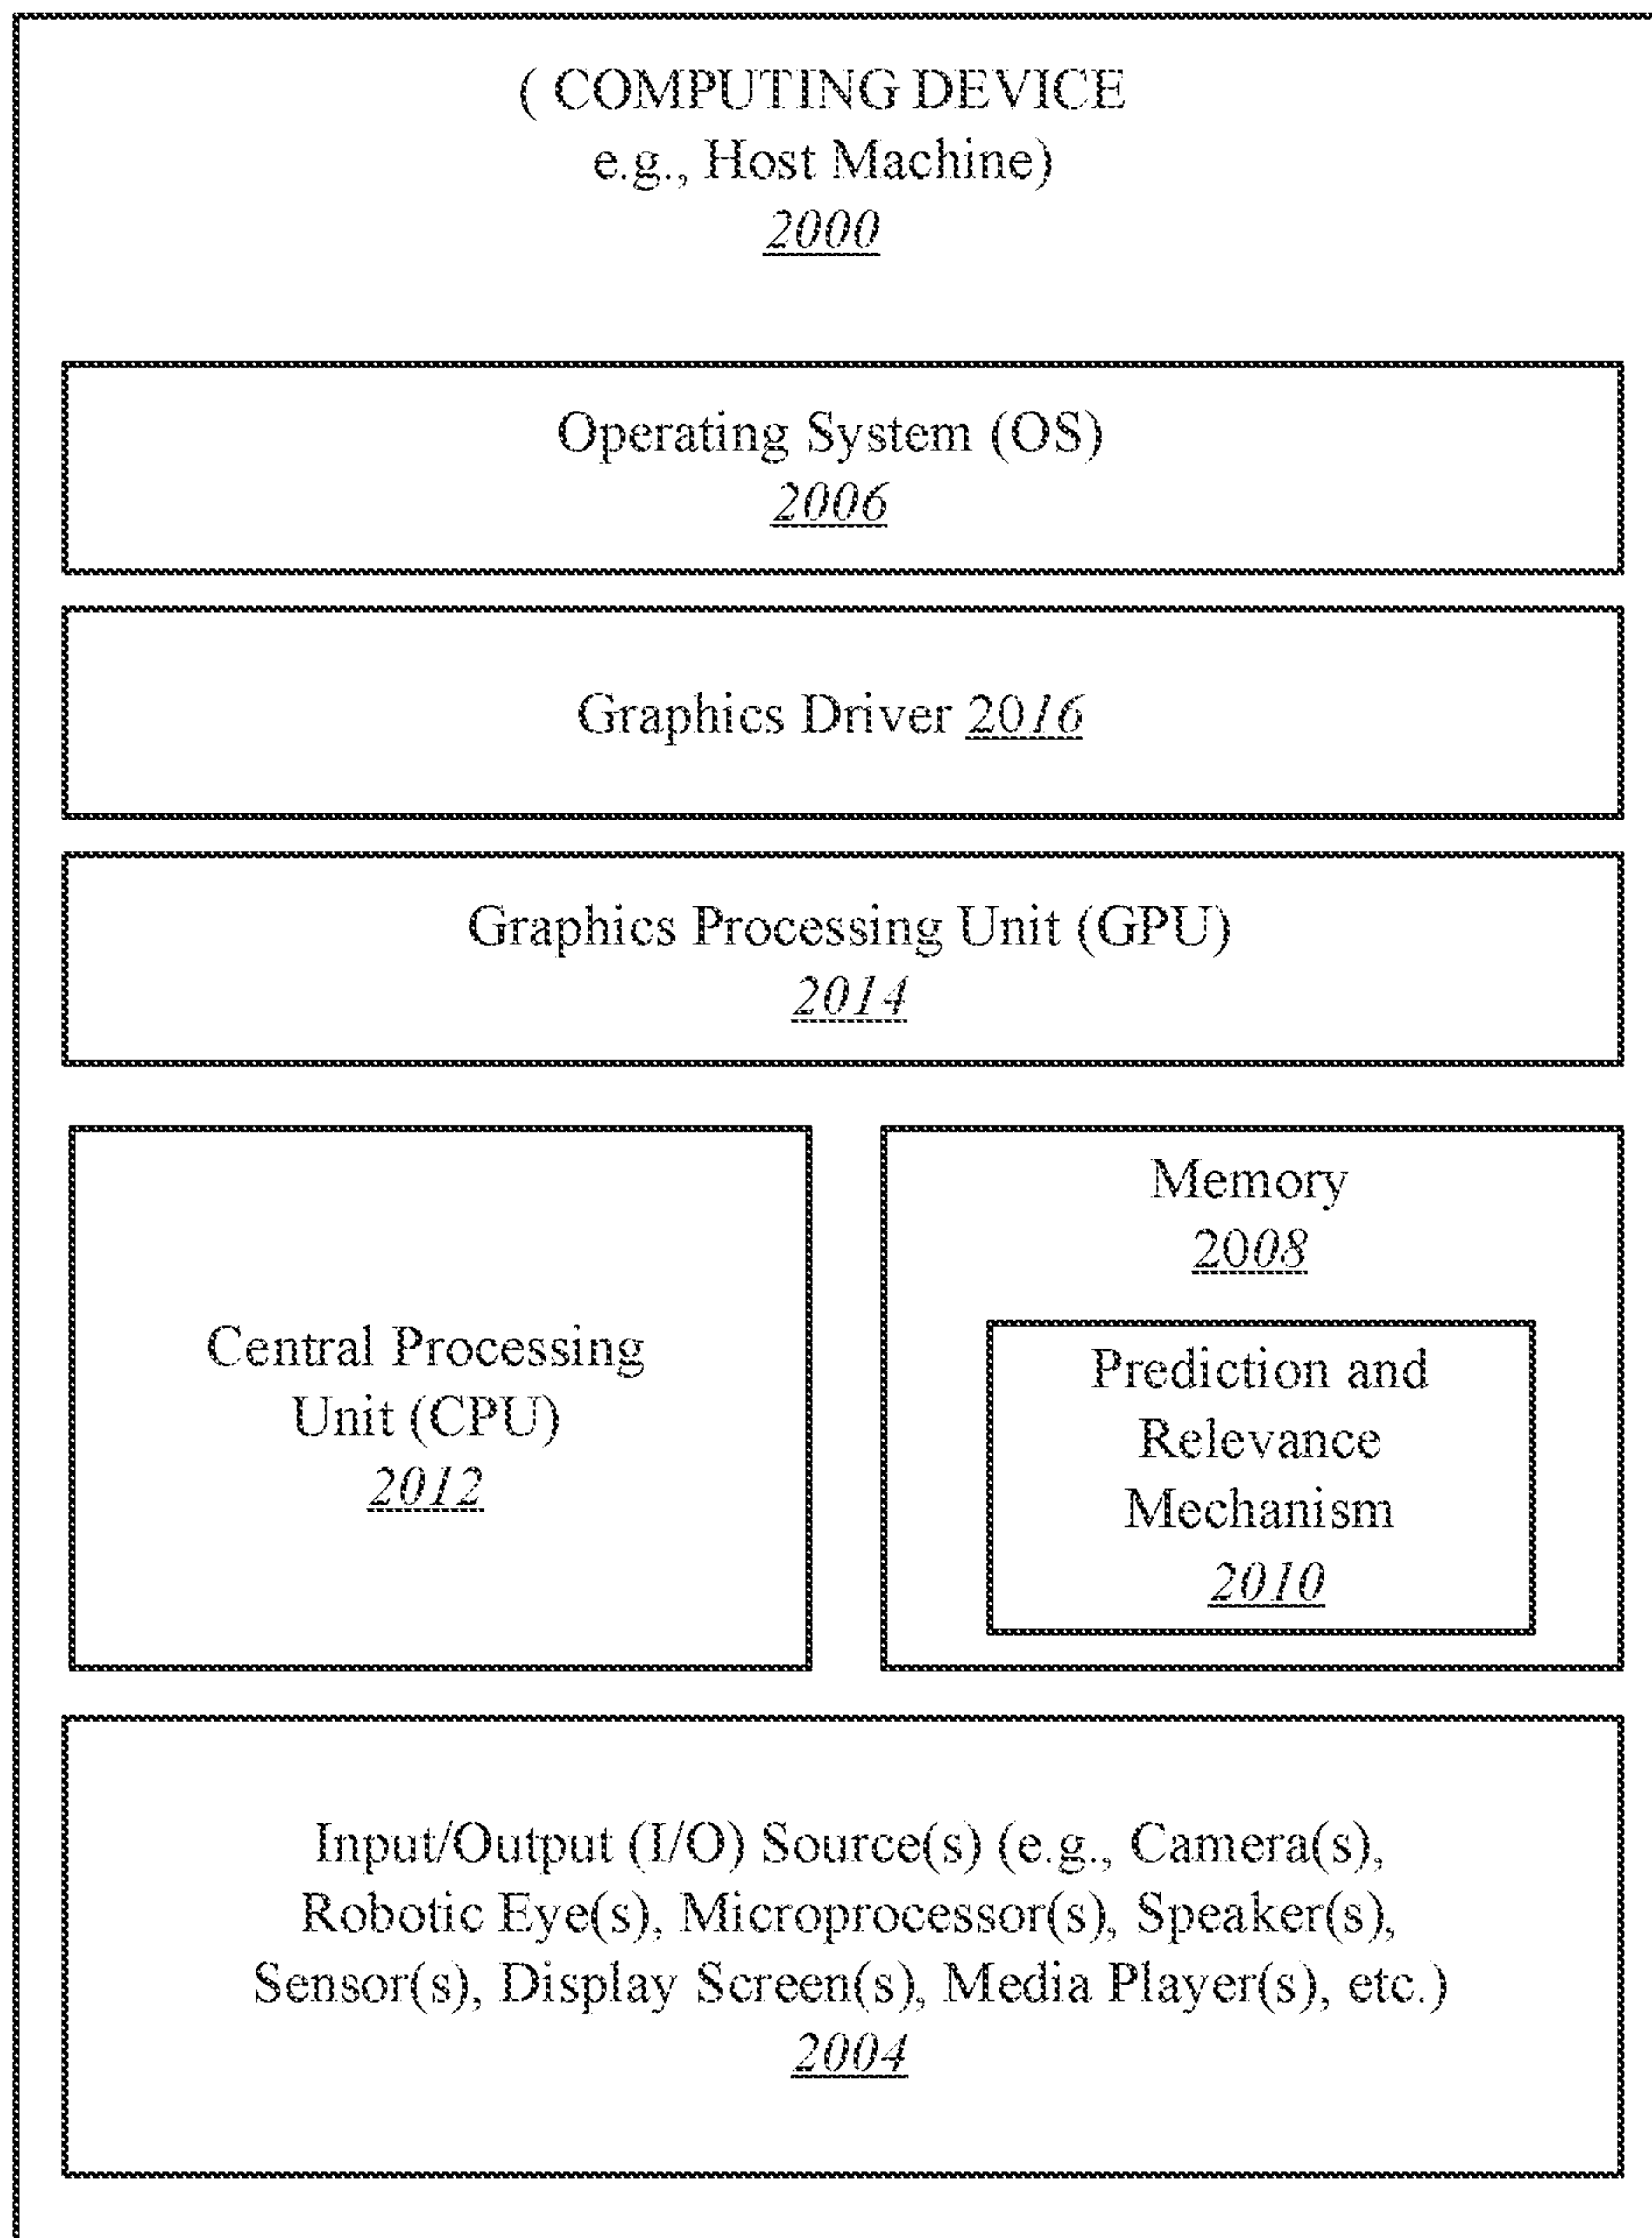 ( COMPUTING DEVICE
e.g., Host Machine)
2000
Operating System (OS)
2006
Graphics Driver 2016
Graphics Processing Unit (GPU)
2014
Central Processing
Unit (CPU)
2012
Memory
2008
Prediction and
Relevance
Mechanism
2010
Input/Output (I/O) Source(s) (e.g., Camera(s),
Robotic Eye(s), Microprocessor(s), Speaker(s),
Sensor(s), Display Screen(s), Media Player(s), etc.)
2004